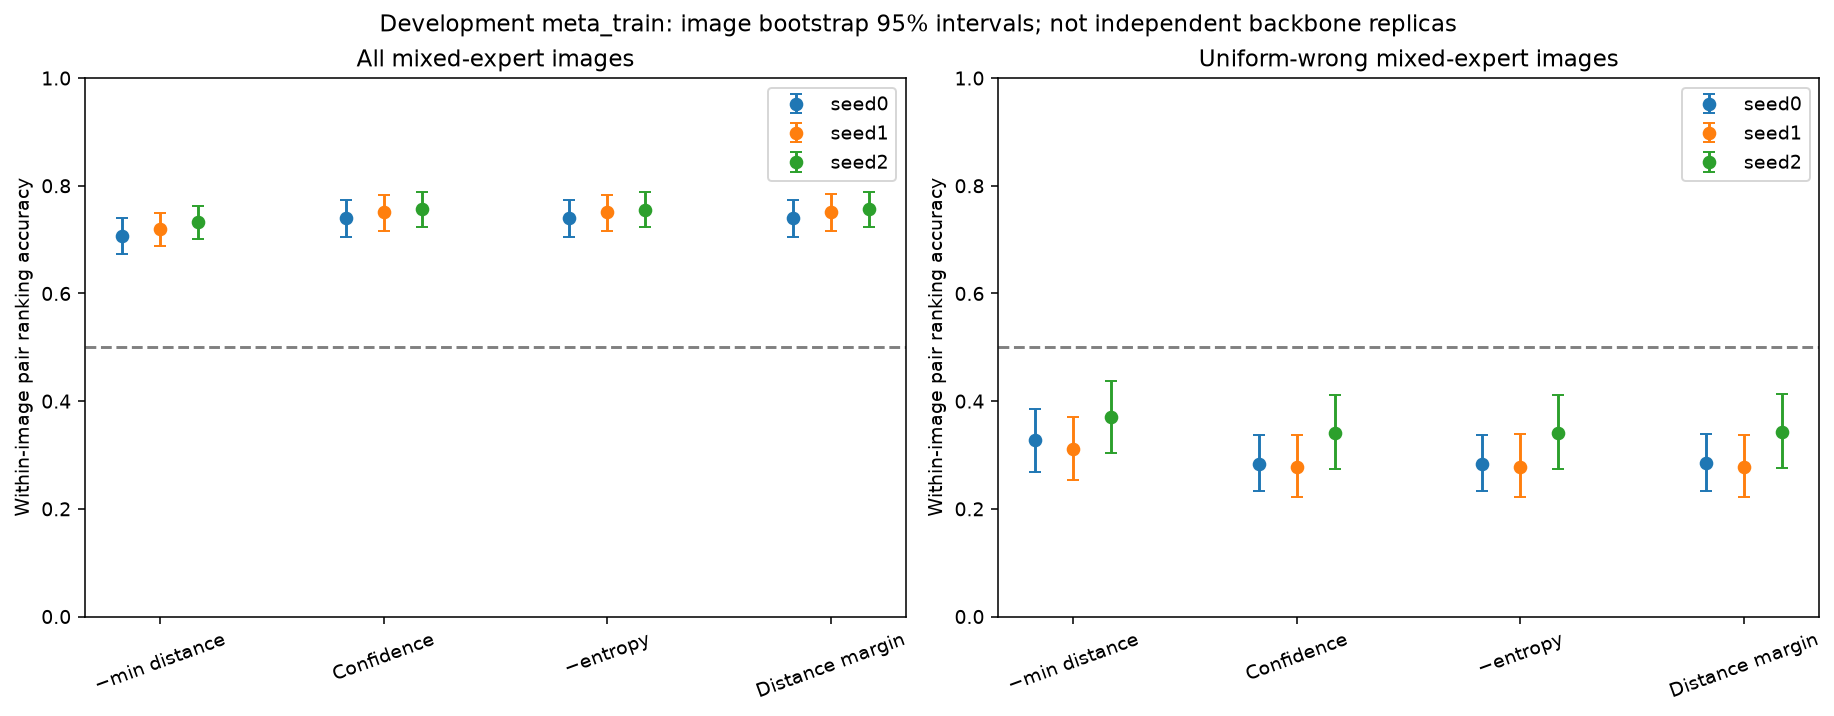 Development meta_train: image bootstrap 95% intervals; not independent backbone replicas
All mixed-expert images
Within-image pair ranking accuracy
1.0
0.8
0.6
0.4
0.2
0.0
seed0
seed1
seed2
−min distance
Confidence
−entropy
Distance margin
Uniform-wrong mixed-expert images
Within-image pair ranking accuracy
1.0
0.8
0.6
0.4
0.2
0.0
seed0
seed1
seed2
−min distance
Confidence
−entropy
Distance margin